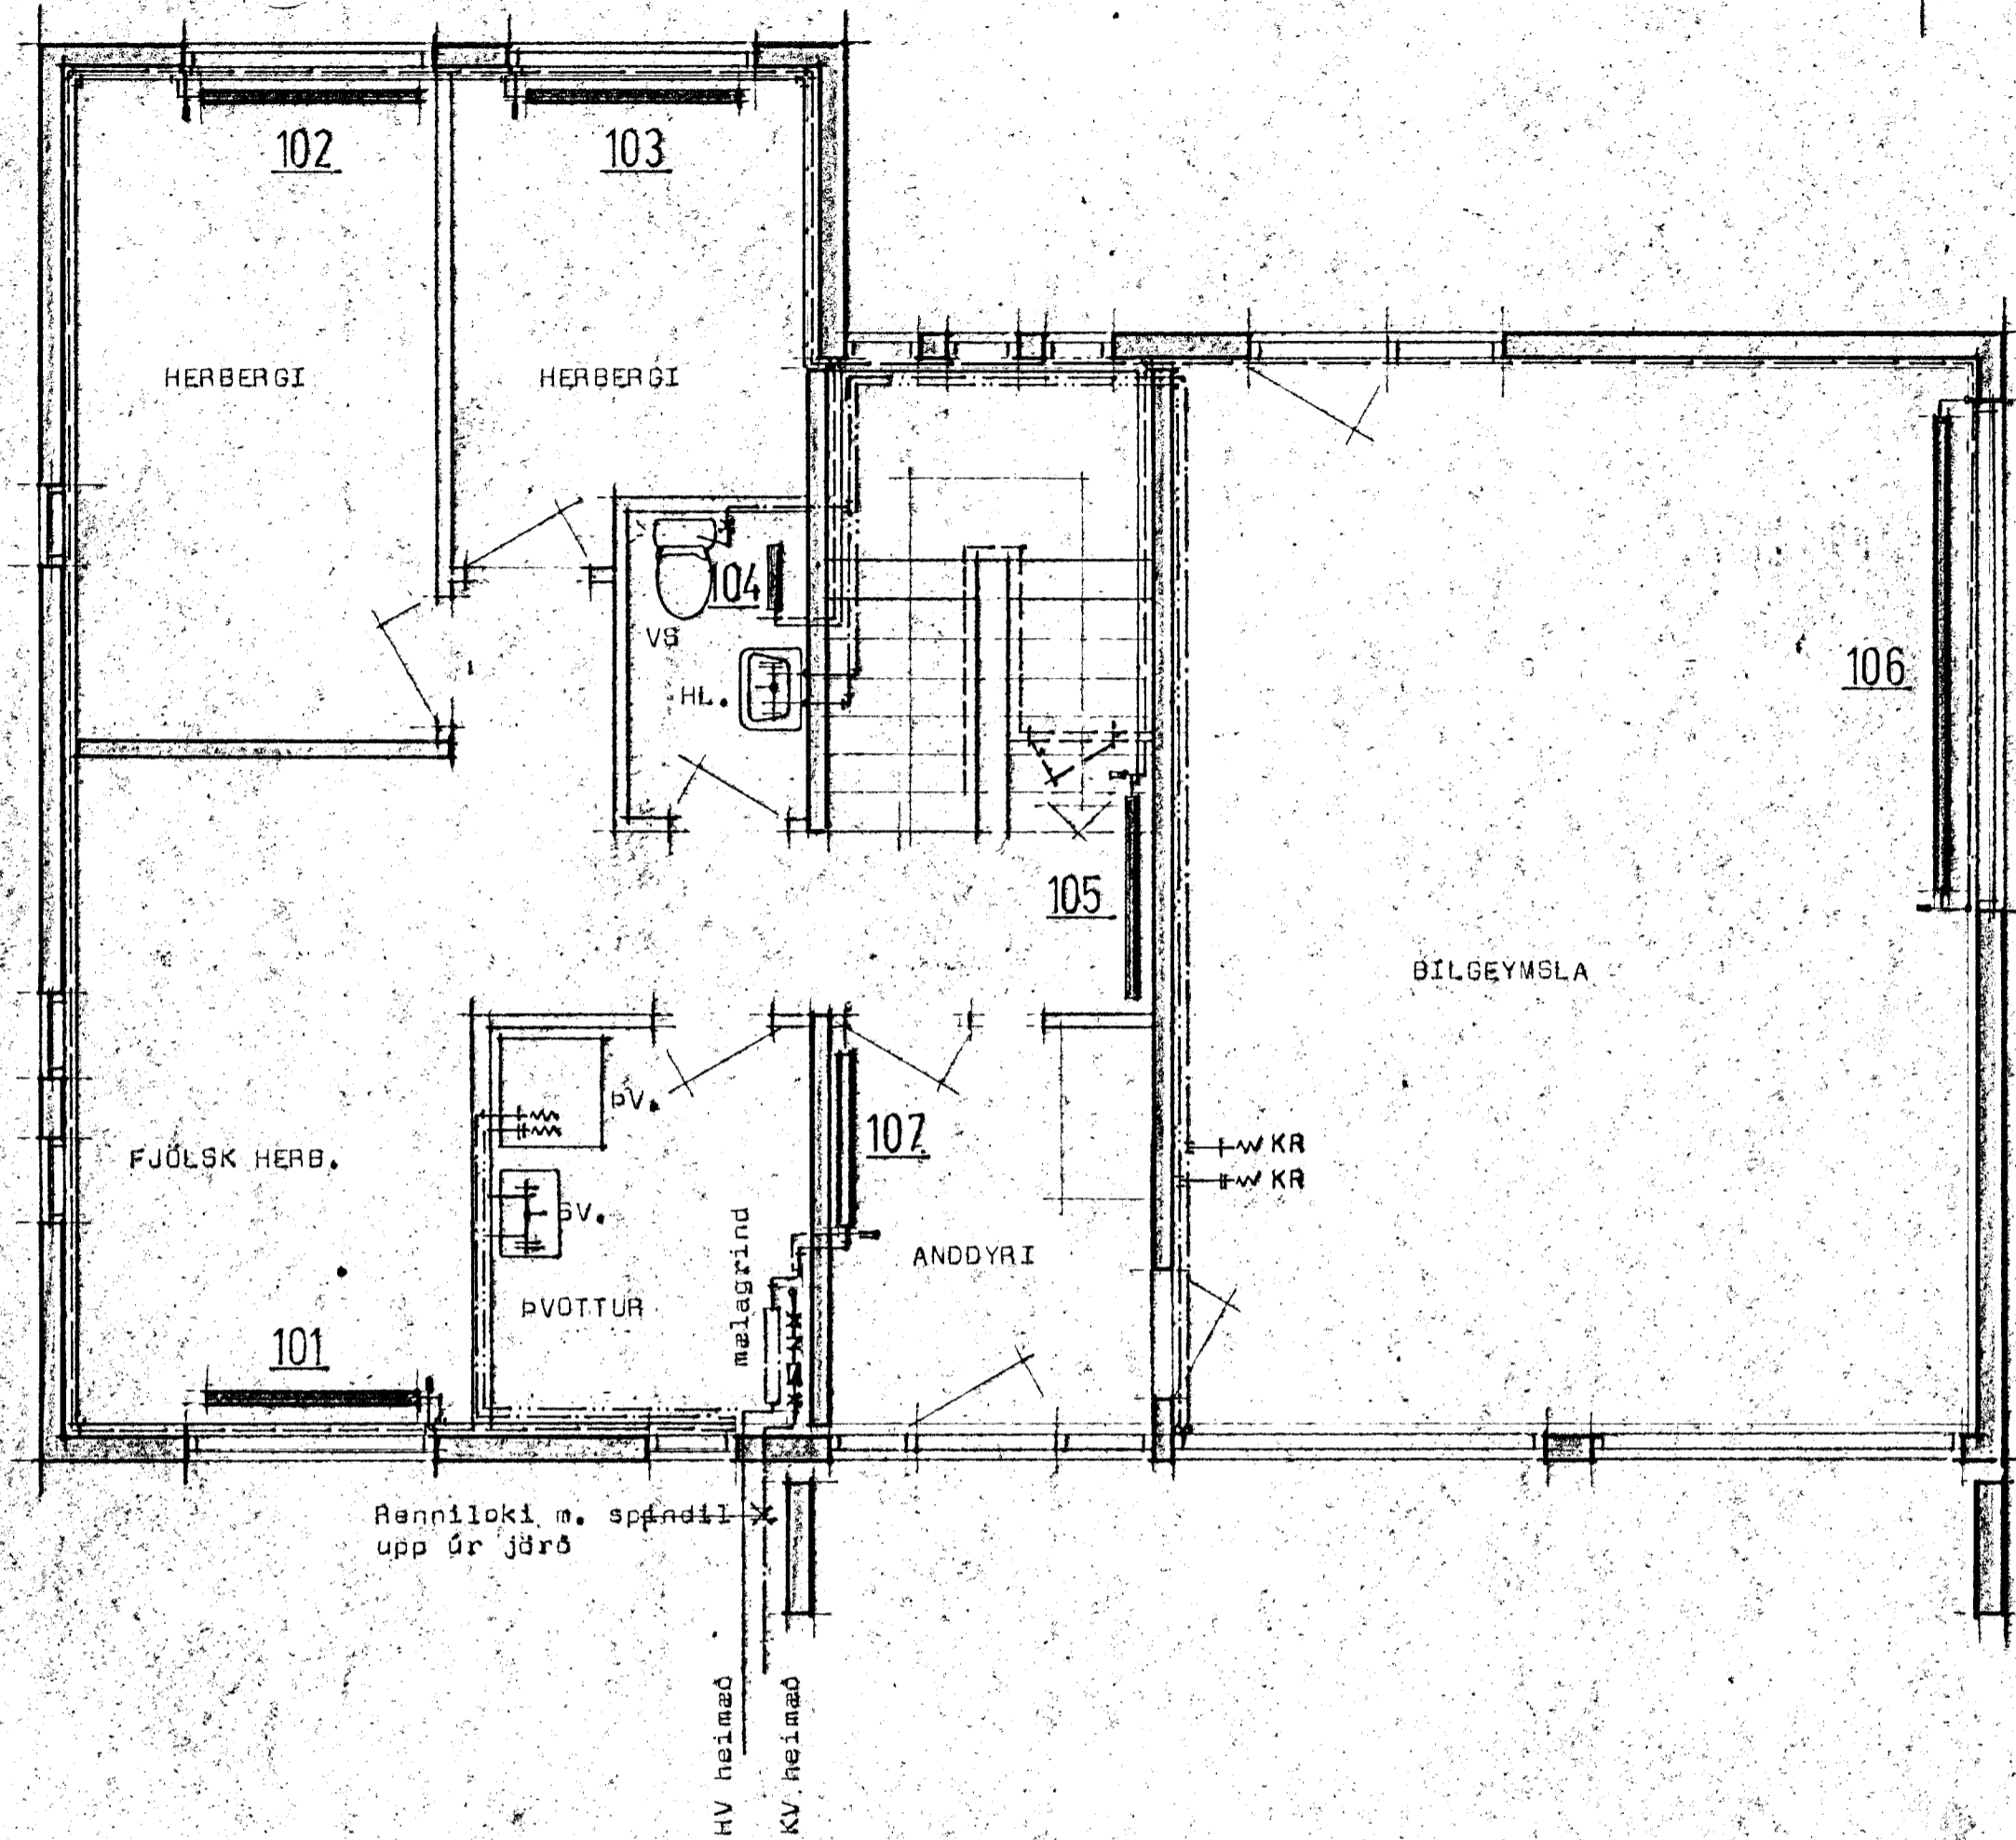 102
103
HERBERGI
HERBERGI
104
VS
HL.
106
105
BÍLGEYMSLA
ÞV.
107
FJÖLSK HERB.
KR
KR
SV.
mælagrind
ANDDYRI
ÞVOTTUR
101
Renniloki m. spindil
upp úr jörð
HV heimæð
KV heimæð